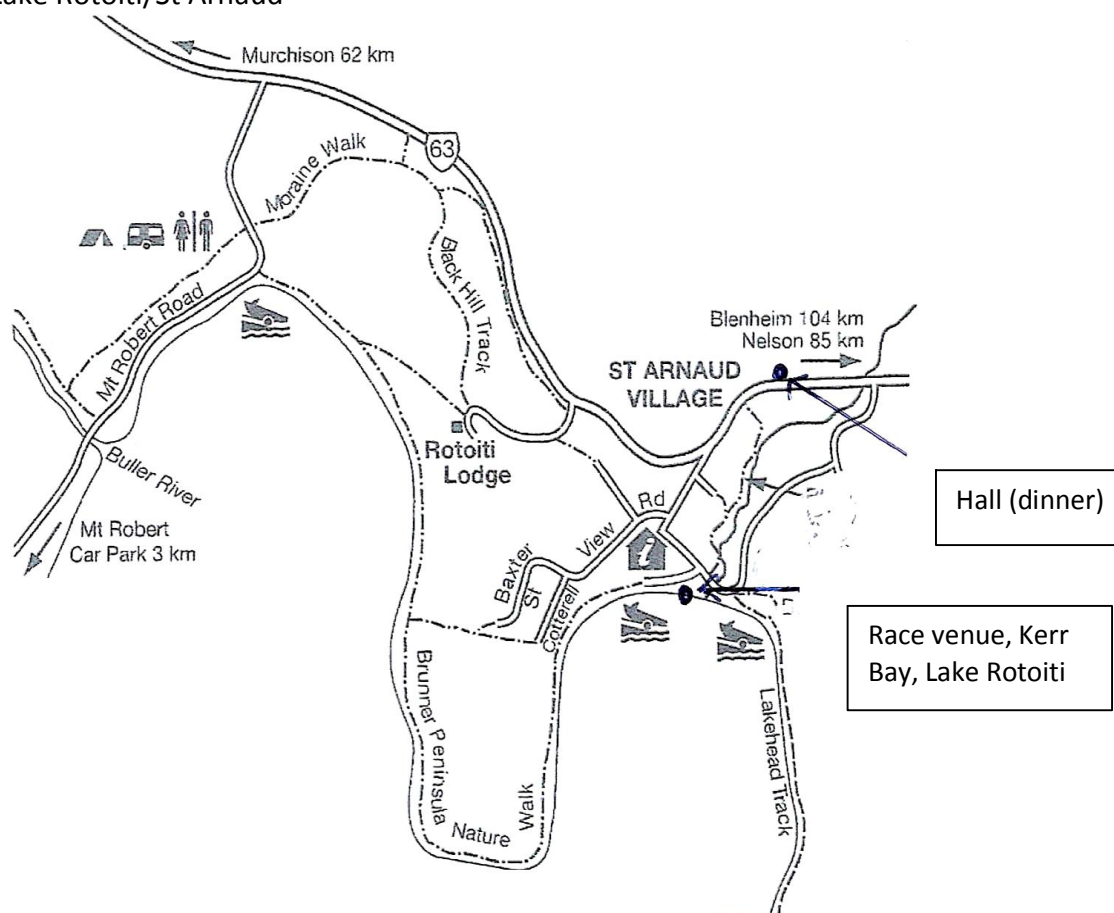 Lake Rotoiti/St Arnaud
Murchison 62 km
63
Moraine Walk
Black Hill Track
Mt Robert Road
Blenheim 104 km
Nelson 85 km
ST ARNAUD
VILLAGE
Rotoiti
Lodge
Buller River
Mt Robert
Car Park 3 km
Hall (dinner)
View Rd
Baxter
St
Cotterell
Race venue, Kerr
Bay, Lake Rotoiti
Brunner Peninsula
Nature Walk
Lakehead Track